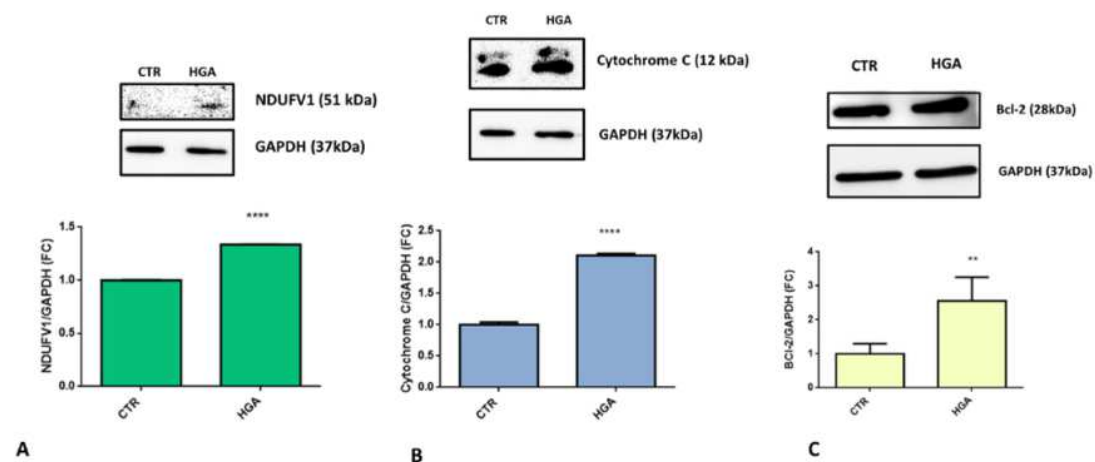 CTR HGA
NDUFV1 (51 kDa)
GAPDH (37kDa)
****
NDUFV1/GAPDH (FC)
1.5
1.0
0.5
0.0
CTR
HGA
A
CTR HGA
Cytochrome C (12 kDa)
GAPDH (37kDa)
****
Cytochrome C/GAPDH (FC)
2.5
2.0
1.5
1.0
0.5
0.0
CTR
HGA
B
CTR HGA
Bcl-2 (28kDa)
GAPDH (37kDa)
**
BCl-2/GAPDH (FC)
4
3
2
1
0
CTR
HGA
C